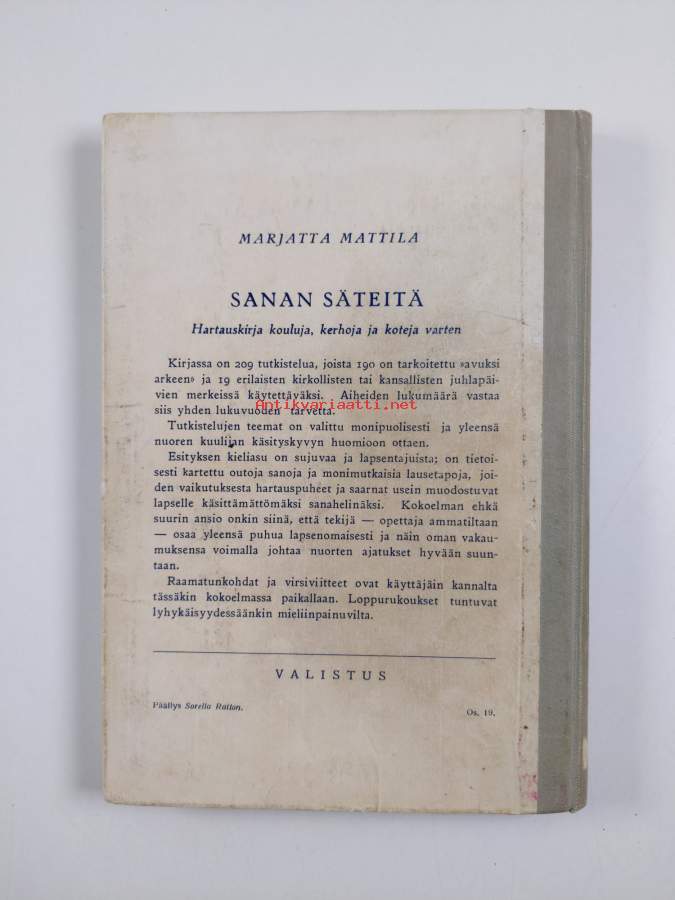 MARJATTA MATTILA
SANAN SÄTEITÄ
Hartauskirja kouluja, kerhoja ja koteja varten
Kirjassa on 209 tutkistelua, joista 190 on tarkoitettu »avuksi
arkeen» ja 19 erilaisten kirkollisten tai kansallisten juhlapäi-
vien merkeissä käytettäväksi. Aiheiden lukumäärä vastaa
Antikvariaatit.net
siis yhden lukuvuoden tarvetta.
Tutkistelujen teemat on valittu monipuolisesti ja yleensä
nuoren kuulijan käsityskyvyn huomioon ottaen.
Esityksen kieliasu on sujuvaa ja lapsentajuista; on tietoi-
sesti kartettu outoja sanoja ja monimutkaisia lausetapoja, joi-
den vaikutuksesta hartauspuheet ja saarnat usein muodostuvat
lapselle käsittämättömäksi sanahelinäksi. Kokoelman ehkä
suurin ansio onkin siinä, että tekijä — opettaja ammatiltaan
— osaa yleensä puhua lapsenomaisesti ja näin oman vakau-
muksensa voimalla johtaa nuorten ajatukset hyvään suun-
taan.
Raamatunkohdat ja virsiviitteet ovat käyttäjäin kannalta
tässäkin kokoelmassa paikallaan. Loppurukoukset tuntuvat
lyhykäisyydessäänkin mieliinpainuvilta.
VALISTUS
Päällys Sorella Railon.
Os. 19.